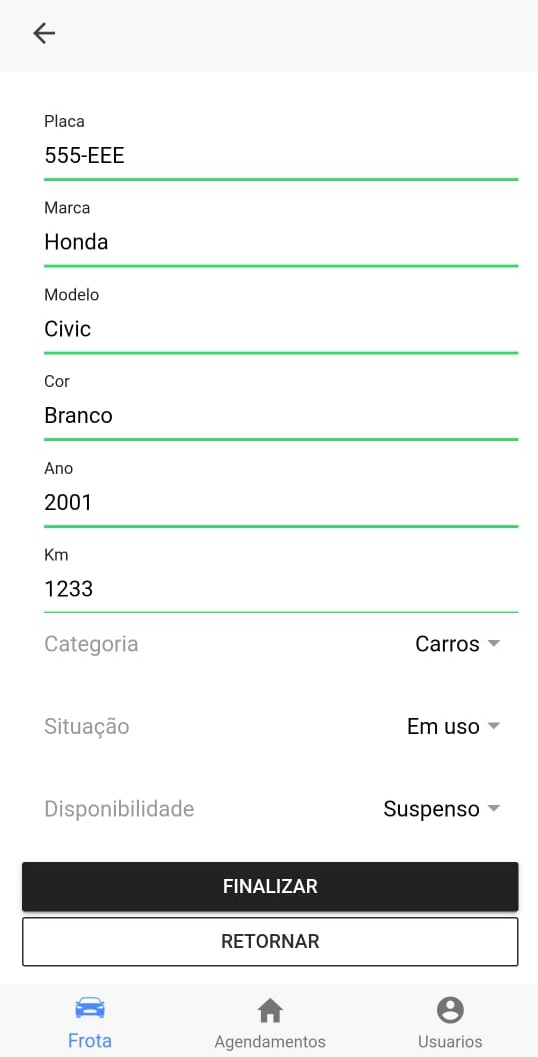 Placa
555-EEE
Marca
Honda
Modelo
Civic
Cor
Branco
Ano
2001
Km
1233
Categoria Carros
Situação Em uso
Disponibilidade Suspenso
FINALIZAR
RETORNAR
Frota Agendamentos Usuarios